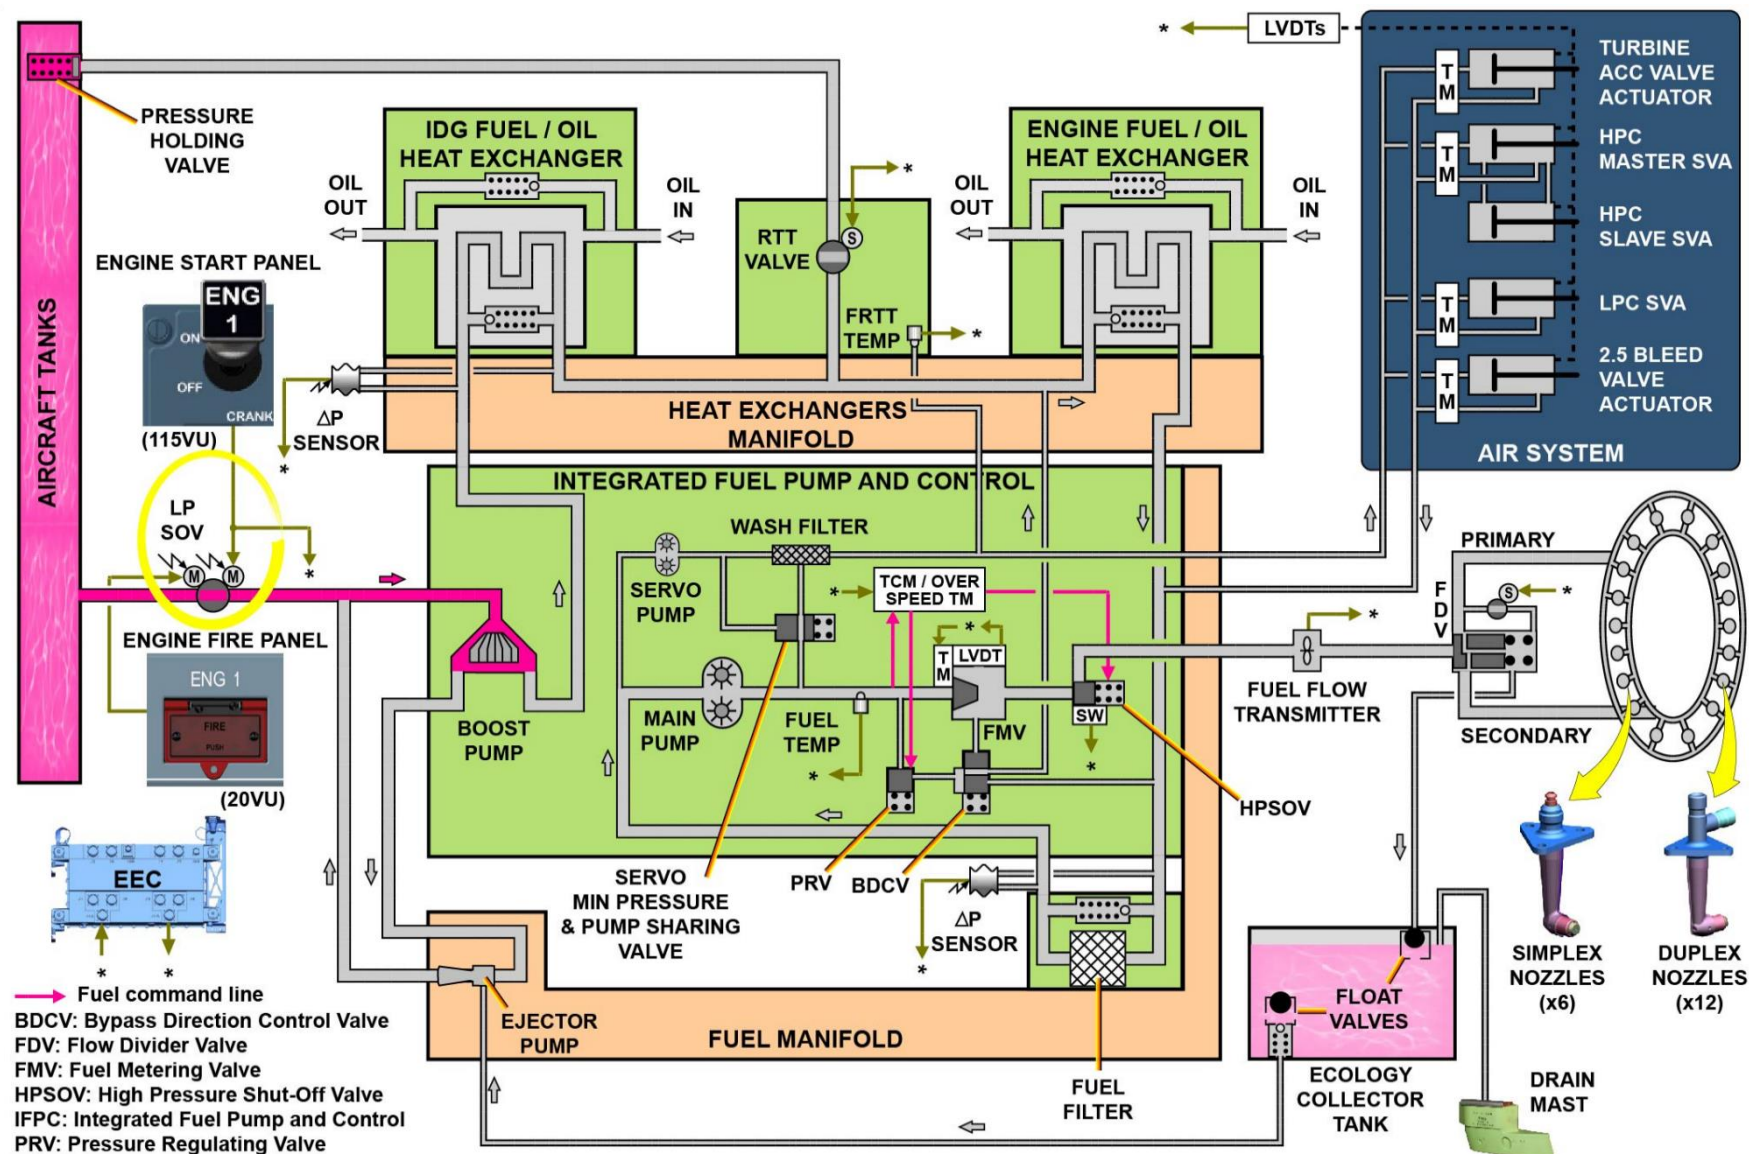 LVDTs
*
TURBINE
ACC VALVE
ACTUATOR
HPC
MASTER SVA
HPC
SLAVE SVA
LPC SVA
2.5 BLEED
VALVE
ACTUATOR
TM
TM
TM
TM
AIR SYSTEM
PRESSURE
HOLDING
VALVE
AIRCRAFT TANKS
IDG FUEL / OIL
HEAT EXCHANGER
OIL
OUT
OIL
IN
RTT
VALVE
S
*
FRTT
TEMP
*
ENGINE FUEL / OIL
HEAT EXCHANGER
OIL
OUT
OIL
IN
ENGINE START PANEL
ENG
1
ON
OFF
CRANK
(115VU)
ΔP
SENSOR
*
HEAT EXCHANGERS
MANIFOLD
LP
SOV
M
M
*
ENGINE FIRE PANEL
ENG 1
FIRE
PUSH
(20VU)
INTEGRATED FUEL PUMP AND CONTROL
WASH FILTER
SERVO
PUMP
*
TCM / OVER
SPEED TM
BOOST
PUMP
MAIN
PUMP
FUEL
TEMP
*
*
TM
LVDT
FMV
SW
*
HPSOV
SERVO
MIN PRESSURE
& PUMP SHARING
VALVE
PRV
BDCV
ΔP
SENSOR
*
PRIMARY
FDV
S
*
SECONDARY
*
FUEL FLOW
TRANSMITTER
SIMPLEX
NOZZLES
(x6)
DUPLEX
NOZZLES
(x12)
FLOAT
VALVES
ECOLOGY
COLLECTOR
TANK
DRAIN
MAST
EJECTOR
PUMP
FUEL MANIFOLD
FUEL
FILTER
EEC
*
*
Fuel command line
BDCV: Bypass Direction Control Valve
FDV: Flow Divider Valve
FMV: Fuel Metering Valve
HPSOV: High Pressure Shut-Off Valve
IFPC: Integrated Fuel Pump and Control
PRV: Pressure Regulating Valve